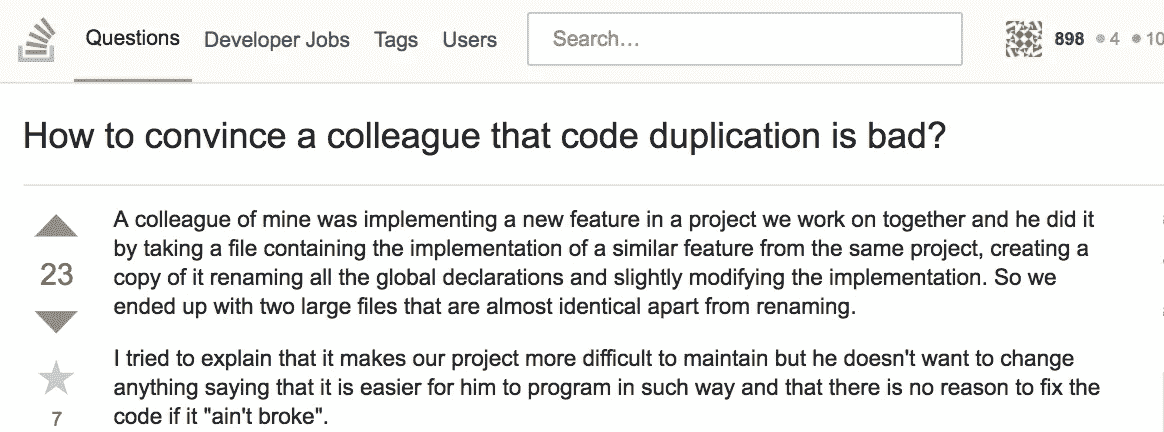 Questions Developer Jobs Tags Users Search... 898 4 10
How to convince a colleague that code duplication is bad?
A colleague of mine was implementing a new feature in a project we work on together and he did it
by taking a file containing the implementation of a similar feature from the same project, creating a
23
copy of it renaming all the global declarations and slightly modifying the implementation. So we
ended up with two large files that are almost identical apart from renaming.
I tried to explain that it makes our project more difficult to maintain but he doesn't want to change
anything saying that it is easier for him to program in such way and that there is no reason to fix the
7
code if it "ain't broke".